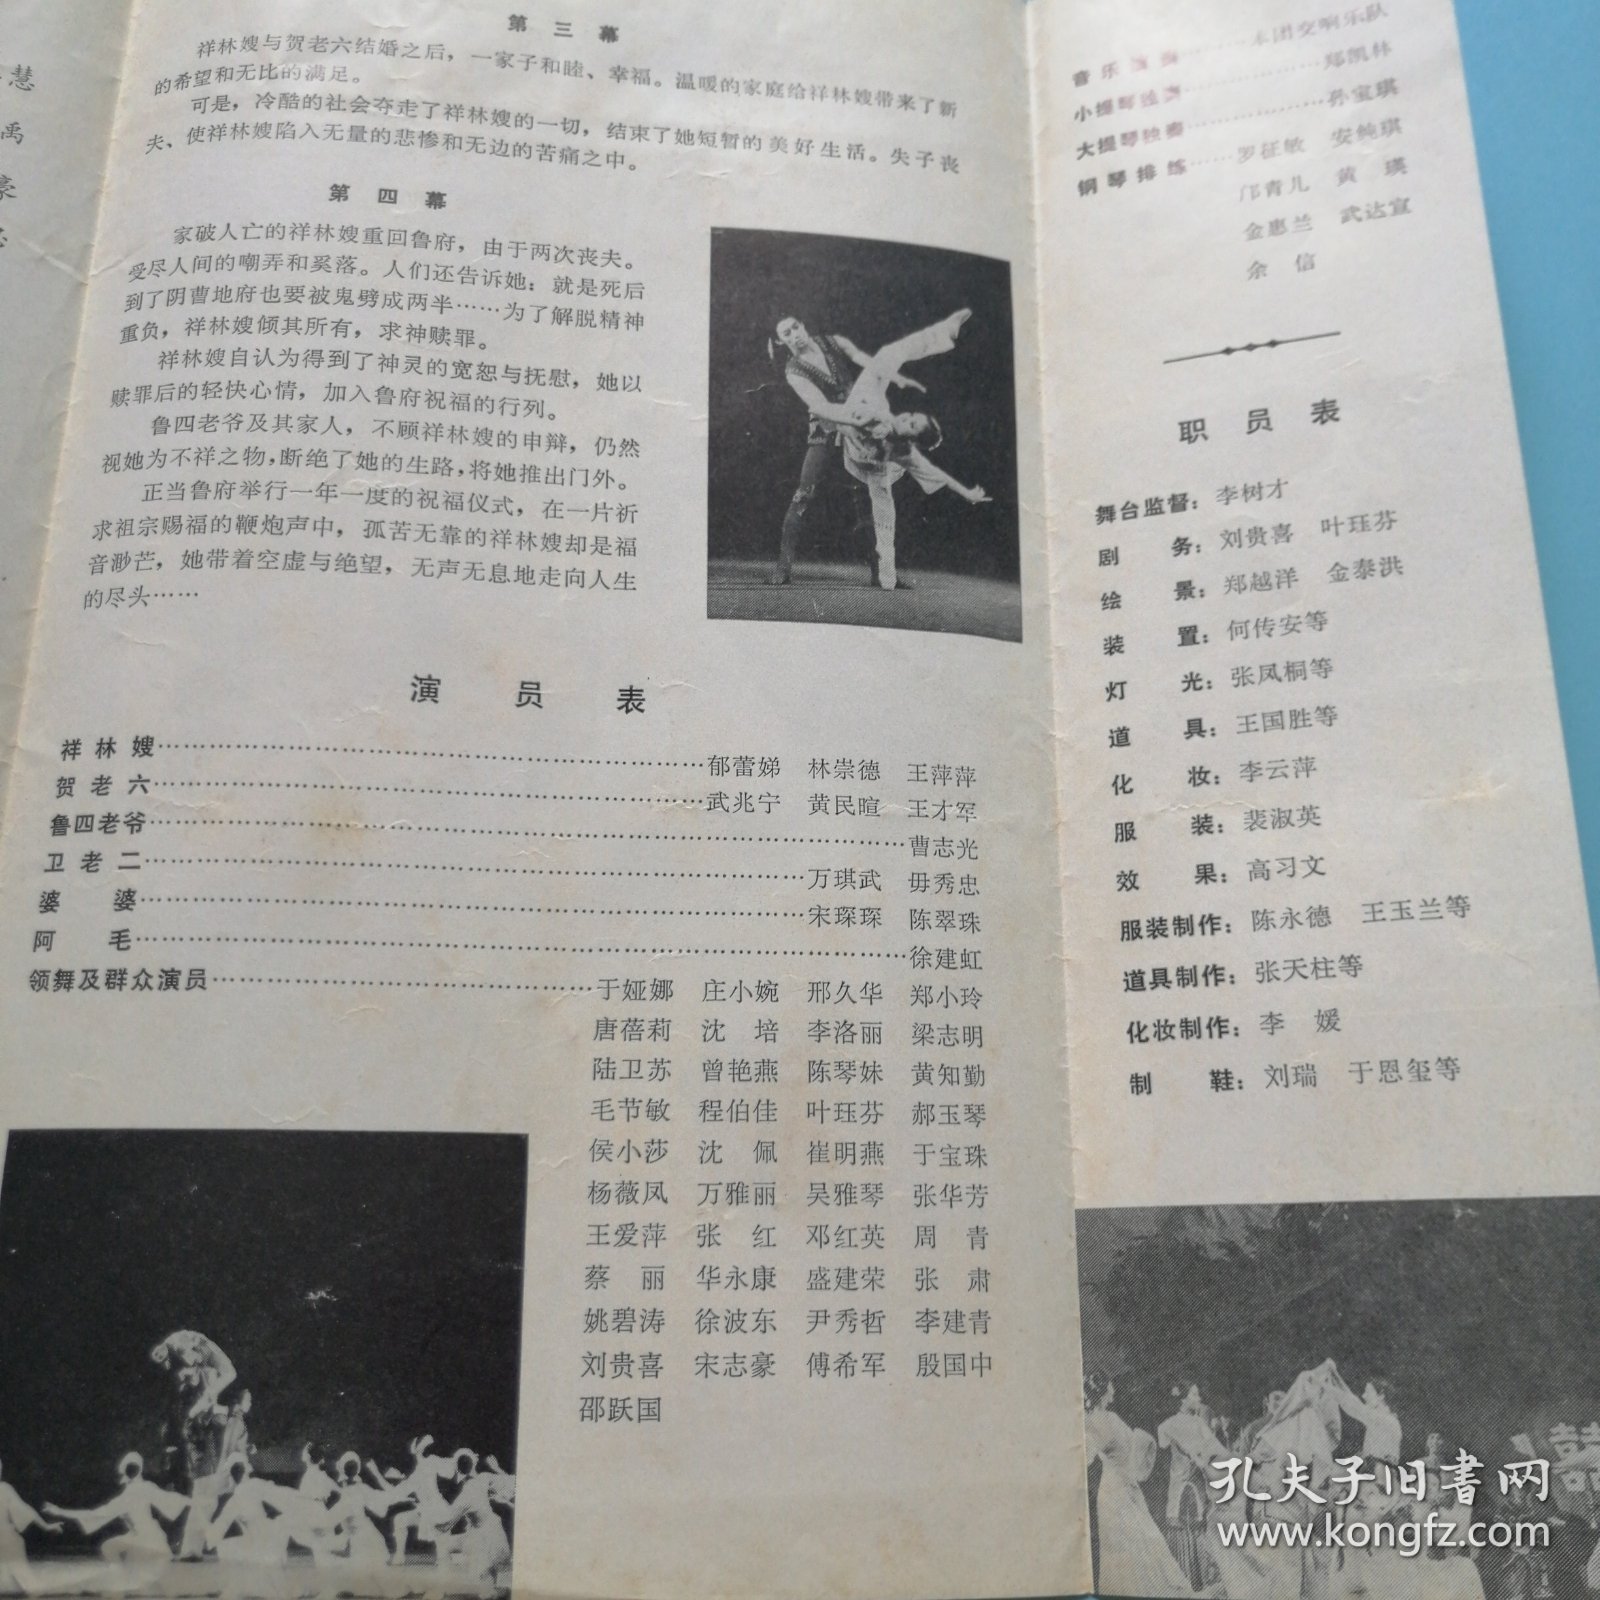 慧
禹
豪
第三幕
祥林嫂与贺老六结婚之后，一家子和睦、幸福。温暖的家庭给祥林嫂带来了新
的希望和无比的满足。
可是，冷酷的社会夺走了祥林嫂的一切，结束了她短暂的美好生活。失子丧
夫、使祥林嫂陷入无量的悲惨和无边的苦痛之中。
第四幕
家破人亡的祥林嫂重回鲁府，由于两次丧夫。
受尽人间的嘲弄和奚落。人们还告诉她：就是死后
到了阴曹地府也要被鬼劈成两半……为了解脱精神
重负，祥林嫂倾其所有，求神赎罪。
祥林嫂自认为得到了神灵的宽恕与抚慰，她以
赎罪后的轻快心情，加入鲁府祝福的行列。
鲁四老爷及其家人，不顾祥林嫂的申辩，仍然
视她为不祥之物，断绝了她的生路，将她推出门外。
正当鲁府举行一年一度的祝福仪式，在一片祈
求祖宗赐福的鞭炮声中，孤苦无靠的祥林嫂却是福
音渺茫，她带着空虚与绝望，无声无息地走向人生
的尽头……
演员表
祥林嫂……郁蕾娣 林崇德 王萍萍
贺老六……武兆宁 黄民暄 王才军
鲁四老爷……曹志光
卫老二……万琪武 毌秀忠
婆婆……宋琛琛 陈翠珠
阿毛……徐建虹
领舞及群众演员……于娅娜 庄小婉 邢久华 郑小玲
唐蓓莉 沈培 李洛丽 梁志明
陆卫苏 曾艳燕 陈琴妹 黄知勤
毛节敏 程伯佳 叶珏芬 郝玉琴
侯小莎 沈佩 崔明燕 于宝珠
杨薇凤 万雅丽 吴雅琴 张华芳
王爱萍 张红 邓红英 周青
蔡丽 华永康 盛建荣 张肃
姚碧涛 徐波东 尹秀哲 李建青
刘贵喜 宋志豪 傅希军 殷国中
邵跃国
音乐演奏……本团交响乐队
小提琴独奏……郑凯林
大提琴独奏……孙宝琪
钢琴排练……罗征敏 安纯琪
邝青儿 黄瑛
金惠兰 武达宣
余信
职员表
舞台监督：李树才
剧务：刘贵喜 叶珏芬
绘景：郑越洋 金泰洪
装置：何传安等
灯光：张凤桐等
道具：王国胜等
化妆：李云萍
服装：裴淑英
效果：高习文
服装制作：陈永德 王玉兰等
道具制作：张天柱等
化妆制作：李媛
制鞋：刘瑞 于恩玺等
囍
孔夫子旧书网
www.kongfz.com